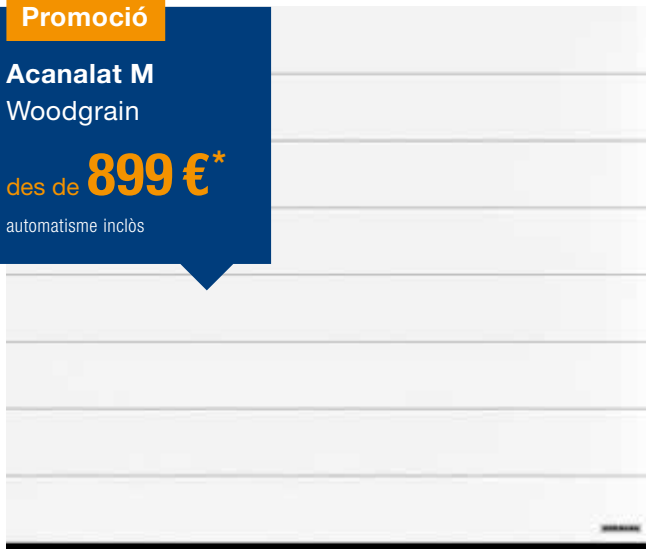 Promoció
Acanalat M
Woodgrain
des de 899 €*
automatisme inclòs